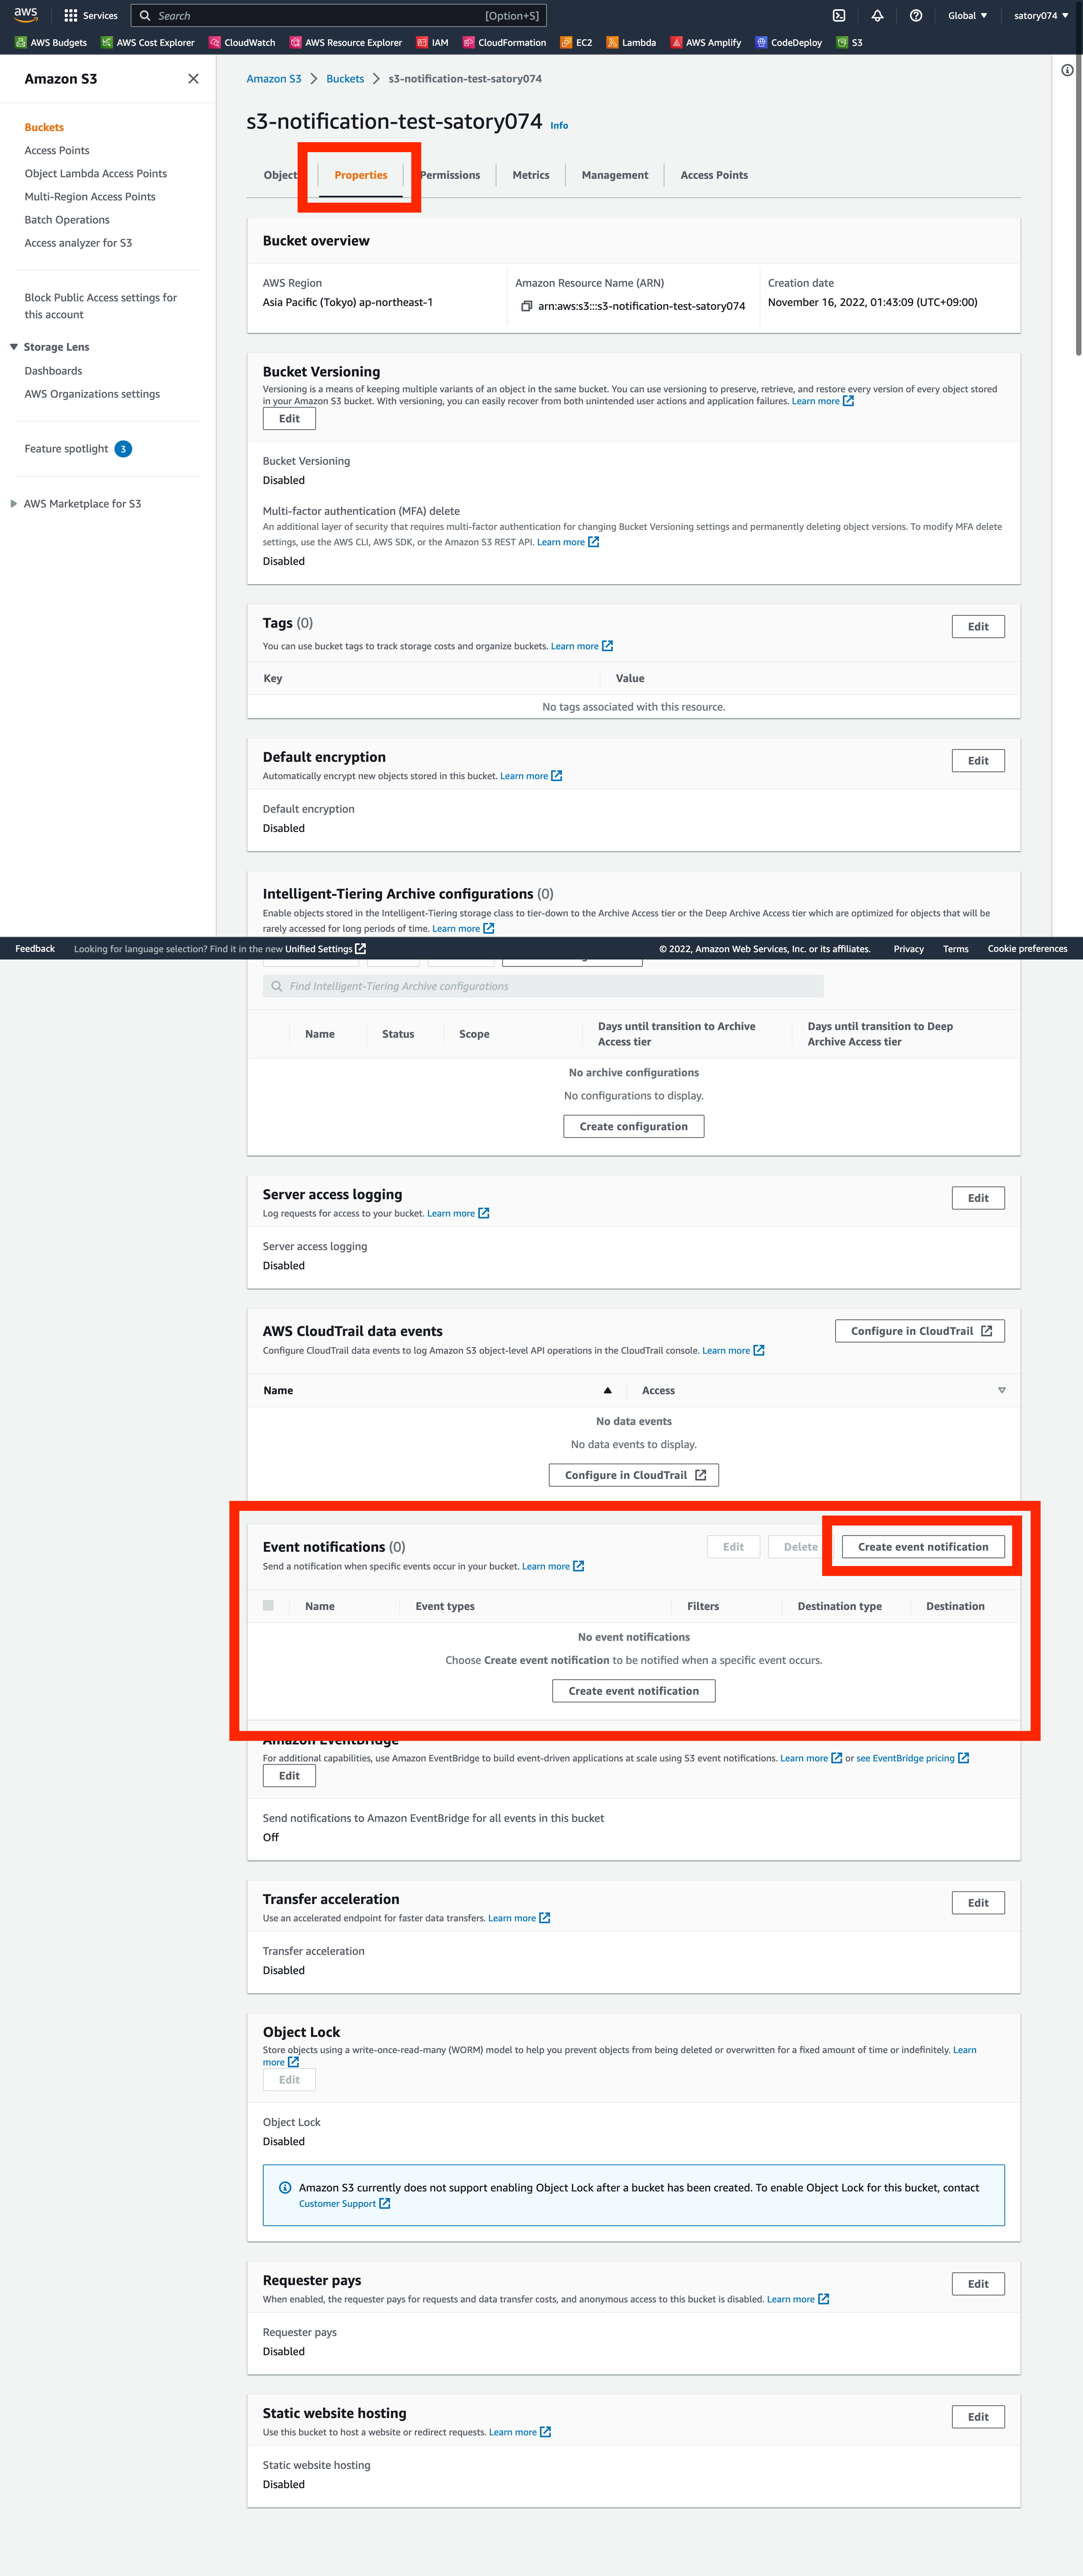 aws
Services
Search
[Option+S]
Global
satory074
AWS Budgets
AWS Cost Explorer
CloudWatch
AWS Resource Explorer
IAM
CloudFormation
EC2
Lambda
AWS Amplify
CodeDeploy
S3
Amazon S3
Buckets
Access Points
Object Lambda Access Points
Multi-Region Access Points
Batch Operations
Access analyzer for S3
Block Public Access settings for
this account
Storage Lens
Dashboards
AWS Organizations settings
Feature spotlight 3
AWS Marketplace for S3
Amazon S3 Buckets s3-notification-test-satory074
s3-notification-test-satory074 Info
Object Properties Permissions Metrics Management Access Points
Bucket overview
AWS Region
Asia Pacific (Tokyo) ap-northeast-1
Amazon Resource Name (ARN)
arn:aws:s3:::s3-notification-test-satory074
Creation date
November 16, 2022, 01:43:09 (UTC+09:00)
Bucket Versioning
Versioning is a means of keeping multiple variants of an object in the same bucket. You can use versioning to preserve, retrieve, and restore every version of every object stored
in your Amazon S3 bucket. With versioning, you can easily recover from both unintended user actions and application failures. Learn more
Edit
Bucket Versioning
Disabled
Multi-factor authentication (MFA) delete
An additional layer of security that requires multi-factor authentication for changing Bucket Versioning settings and permanently deleting object versions. To modify MFA delete
settings, use the AWS CLI, AWS SDK, or the Amazon S3 REST API. Learn more
Disabled
Tags (0)
Edit
You can use bucket tags to track storage costs and organize buckets. Learn more
Key Value
No tags associated with this resource.
Default encryption
Edit
Automatically encrypt new objects stored in this bucket. Learn more
Default encryption
Disabled
Intelligent-Tiering Archive configurations (0)
Enable objects stored in the Intelligent-Tiering storage class to tier-down to the Archive Access tier or the Deep Archive Access tier which are optimized for objects that will be
rarely accessed for long periods of time. Learn more
Feedback Looking for language selection? Find it in the new Unified Settings © 2022, Amazon Web Services, Inc. or its affiliates. Privacy Terms Cookie preferences
Find Intelligent-Tiering Archive configurations
Name Status Scope
Days until transition to Archive
Access tier
Days until transition to Deep
Archive Access tier
No archive configurations
No configurations to display.
Create configuration
Server access logging
Edit
Log requests for access to your bucket. Learn more
Server access logging
Disabled
AWS CloudTrail data events
Configure in CloudTrail
Configure CloudTrail data events to log Amazon S3 object-level API operations in the CloudTrail console. Learn more
Name Access
No data events
No data events to display.
Configure in CloudTrail
Event notifications (0)
Edit Delete Create event notification
Send a notification when specific events occur in your bucket. Learn more
Name Event types Filters Destination type Destination
No event notifications
Choose Create event notification to be notified when a specific event occurs.
Create event notification
Amazon EventBridge
For additional capabilities, use Amazon EventBridge to build event-driven applications at scale using S3 event notifications. Learn more or see EventBridge pricing
Edit
Send notifications to Amazon EventBridge for all events in this bucket
Off
Transfer acceleration
Edit
Use an accelerated endpoint for faster data transfers. Learn more
Transfer acceleration
Disabled
Object Lock
Store objects using a write-once-read-many (WORM) model to help you prevent objects from being deleted or overwritten for a fixed amount of time or indefinitely. Learn
more
Edit
Object Lock
Disabled
Amazon S3 currently does not support enabling Object Lock after a bucket has been created. To enable Object Lock for this bucket, contact
Customer Support
Requester pays
Edit
When enabled, the requester pays for requests and data transfer costs, and anonymous access to this bucket is disabled. Learn more
Requester pays
Disabled
Static website hosting
Edit
Use this bucket to host a website or redirect requests. Learn more
Static website hosting
Disabled